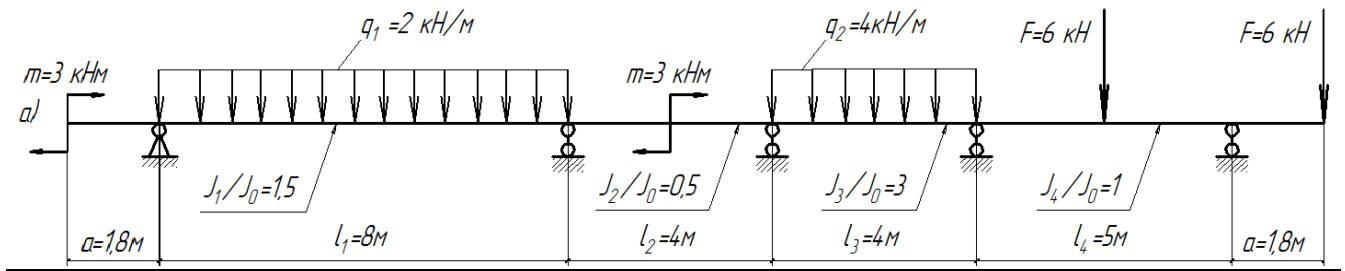 q₁=2 кН/м
q₂=4кН/м
F=6 кН
F=6 кН
m=3 кНм
m=3 кНм
а)
J₁/J₀=1,5
J₂/J₀=0,5
J₃/J₀=3
J₄/J₀=1
a=1,8м
l₁=8м
l₂=4м
l₃=4м
l₄=5м
a=1,8м